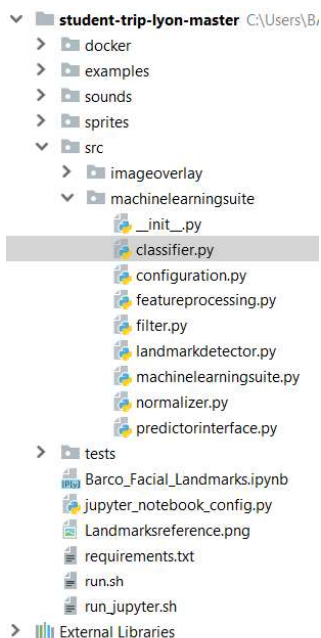 student-trip-lyon-master C:\Users\BA
docker
examples
sounds
sprites
src
imageoverlay
machinelearningsuite
__init__.py
classifier.py
configuration.py
featureprocessing.py
filter.py
landmarkdetector.py
machinelearningsuite.py
normalizer.py
predictorinterface.py
tests
Barco_Facial_Landmarks.ipynb
jupyter_notebook_config.py
Landmarksreference.png
requirements.txt
run.sh
run_jupyter.sh
External Libraries